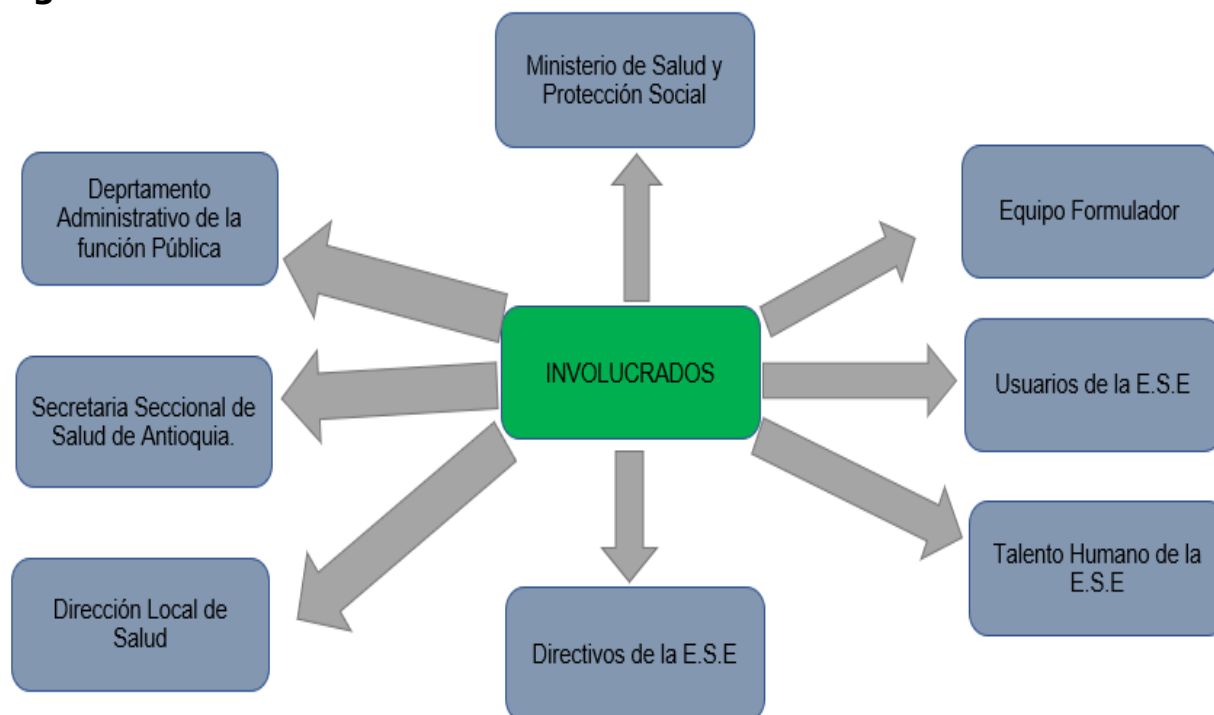 Ministerio de Salud y
Protección Social
Deprtamento
Administrativo de la
función Pública
Equipo Formulador
INVOLUCRADOS
Usuarios de la E.S.E
Secretaria Seccional de
Salud de Antioquia.
Talento Humano de la
E.S.E
Dirección Local de
Salud
Directivos de la E.S.E